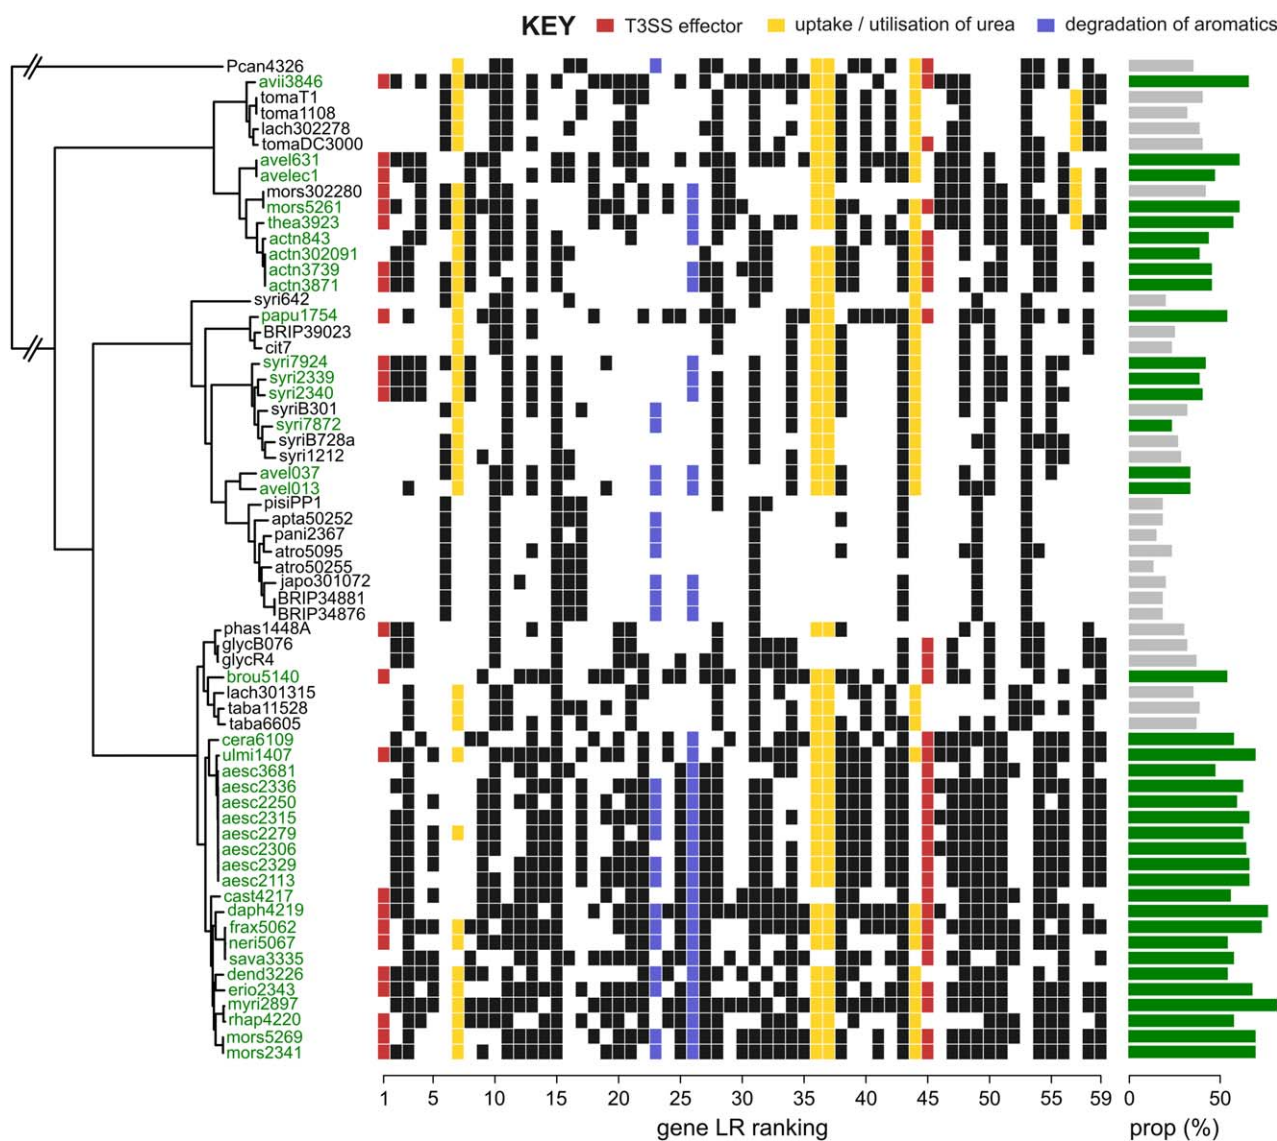 KEY T3SS effector uptake / utilisation of urea degradation of aromatics
Pcan4326
avii3846
tomaT1
toma1108
lach302278
tomaDC3000
avel631
avelec1
mors302280
mors5261
thea3923
actn843
actn302091
actn3739
actn3871
syri642
papu1754
BRIP39023
cit7
syri7924
syri2339
syri2340
syriB301
syri7872
syriB728a
syri1212
avel037
avel013
pisiPP1
apta50252
pani2367
atro5095
atro50255
japo301072
BRIP34881
BRIP34876
phas1448A
glycB076
glycR4
brou5140
lach301315
taba11528
taba6605
cera6109
ulmi1407
aesc3681
aesc2336
aesc2250
aesc2315
aesc2279
aesc2306
aesc2329
aesc2113
cast4217
daph4219
frax5062
neri5067
sava3335
dend3226
erio2343
myri2897
rhap4220
mors5269
mors2341
1 5 10 15 20 25 30 35 40 45 50 55 59 0 50
gene LR ranking prop (%)